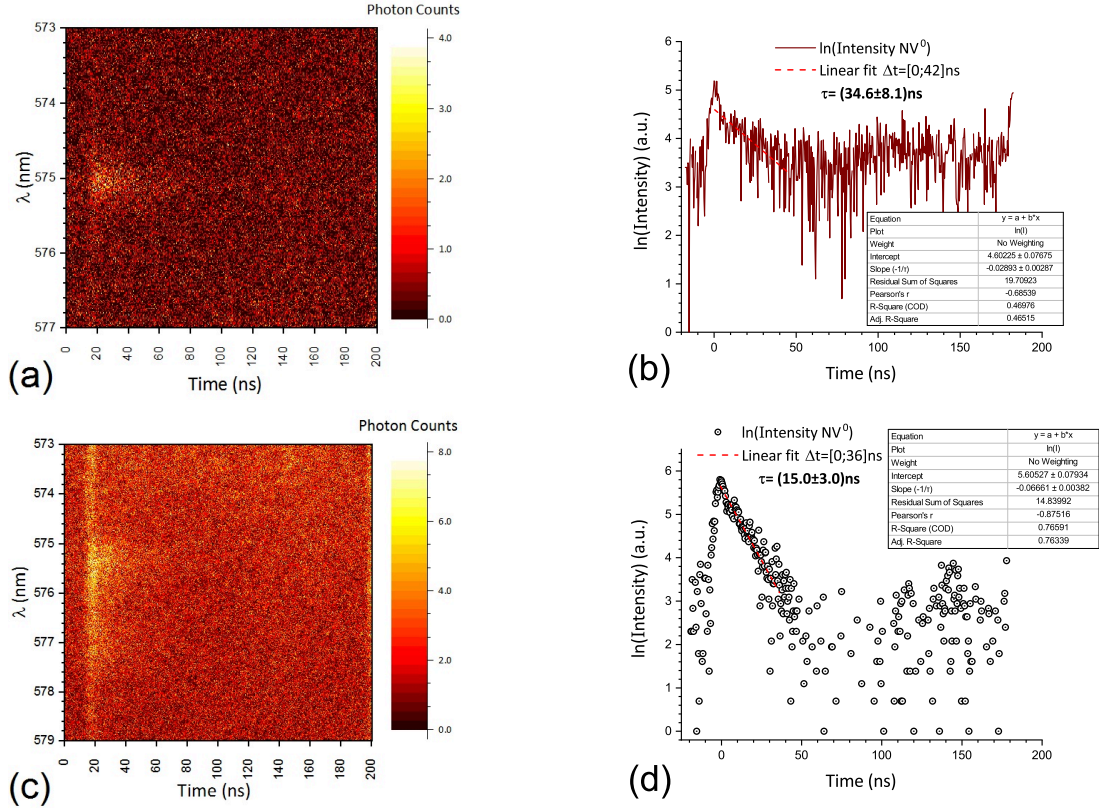 Photon Counts
573
574
575
576
577
λ (nm)
0
20
40
60
80
100
120
140
160
180
200
Time (ns)
4.0
3.0
2.0
1.0
0.0
(a)
ln(Intensity NV⁰)
Linear fit Δt=[0;42]ns
τ= (34.6±8.1)ns
6
5
4
3
2
1
0
ln(Intensity) (a.u.)
Equation y = a + b*x
Plot ln(I)
Weight No Weighting
Intercept 4.60225 ± 0.07675
Slope (-1/τ) -0.02893 ± 0.00287
Residual Sum of Squares 19.70923
Pearson's r -0.68539
R-Square (COD) 0.46976
Adj. R-Square 0.46515
0 50 100 150 200
Time (ns)
(b)
Photon Counts
573
574
575
576
577
578
579
λ (nm)
0
20
40
60
80
100
120
140
160
180
200
Time (ns)
8.0
6.0
4.0
2.0
0.0
(c)
ln(Intensity NV⁰)
Linear fit Δt=[0;36]ns
τ= (15.0±3.0)ns
Equation y = a + b*x
Plot ln(I)
Weight No Weighting
Intercept 5.60527 ± 0.07934
Slope (-1/τ) -0.06661 ± 0.00382
Residual Sum of Squares 14.83992
Pearson's r -0.87516
R-Square (COD) 0.76591
Adj. R-Square 0.76339
6
5
4
3
2
1
0
ln(Intensity) (a.u.)
0 50 100 150 200
Time (ns)
(d)